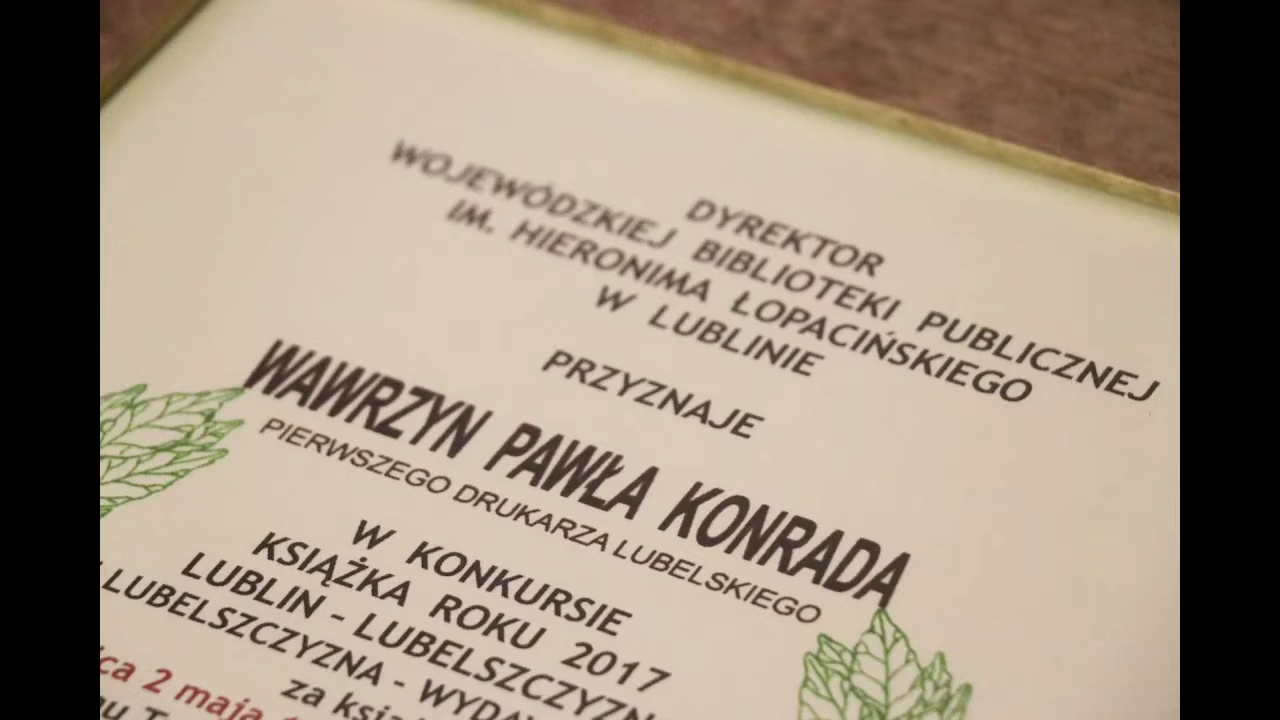 DYREKTOR
WOJEWÓDZKIEJ BIBLIOTEKI PUBLICZNEJ
IM. HIERONIMA ŁOPACIŃSKIEGO
W LUBLINIE
PRZYZNAJE
WAWRZYN PAWŁA KONRADA
PIERWSZEGO DRUKARZA LUBELSKIEGO
W KONKURSIE
KSIĄŻKA ROKU 2017
LUBLIN - LUBELSZCZYZN
LUBELSZCZYZNA - WYDA
za ksią
ca 2 maja